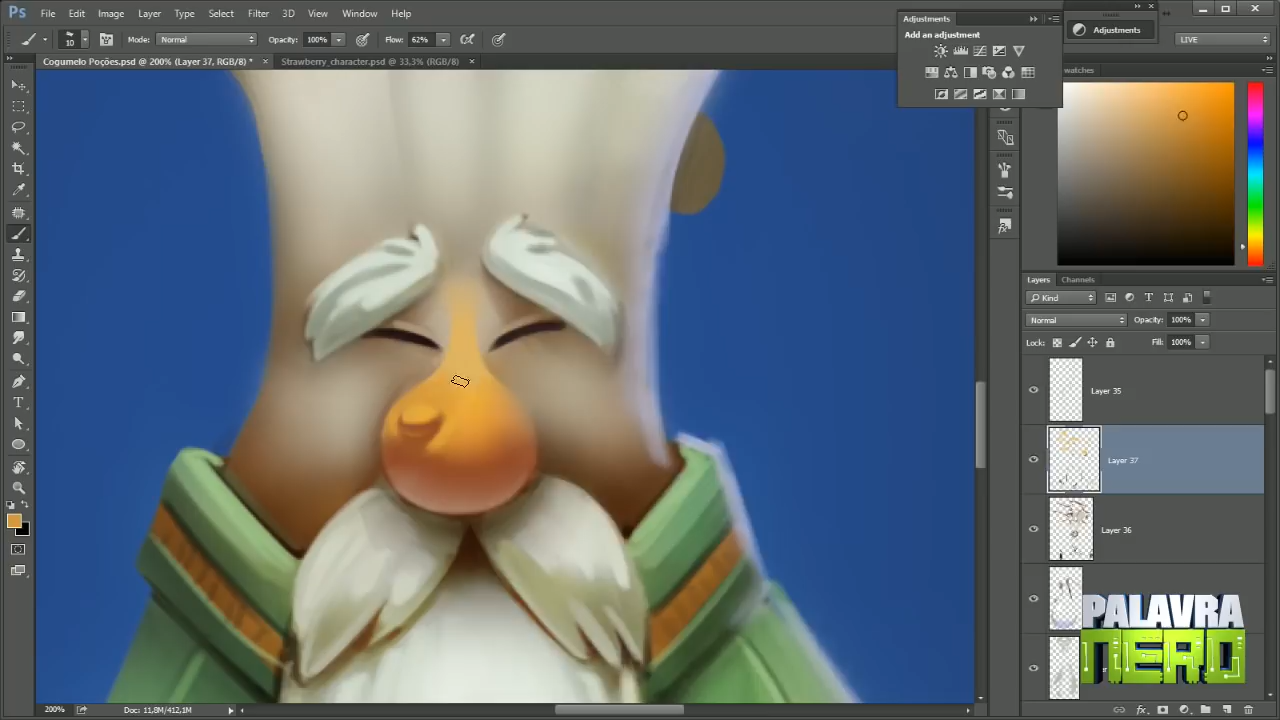 Ps File Edit Image Layer Type Select Filter 3D View Window Help
10 Mode: Normal Opacity: 100% Flow: 62%
Adjustments
Add an adjustment
Adjustments
LIVE
Cogumelo Poções.psd @ 200% (Layer 37, RGB/8) * × Strawberry_character.psd @ 33,3% (RGB/8) ×
watches
Layers Channels
Kind
Normal Opacity: 100%
Lock: Fill: 100%
Layer 35
Layer 37
Layer 36
PALAVRA
NERD
200% Doc: 11,8M/412,1M